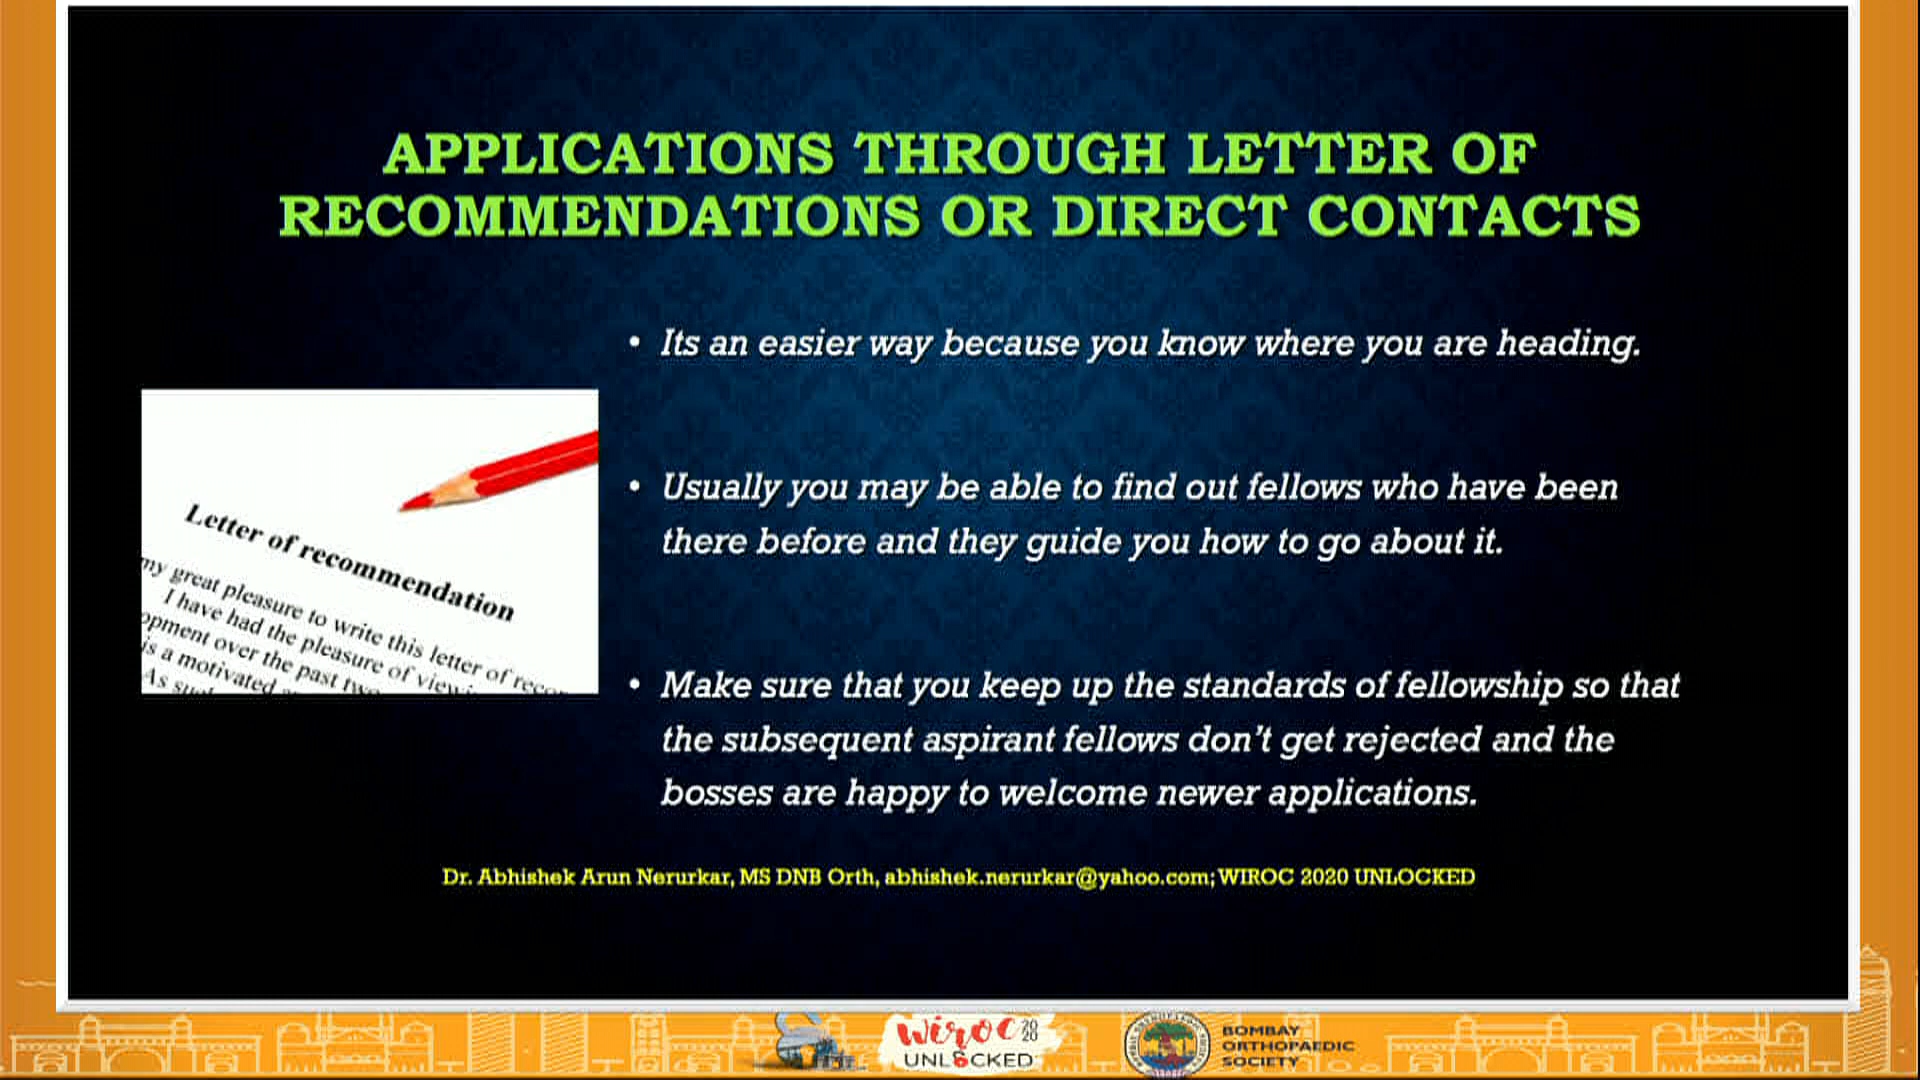 APPLICATIONS THROUGH LETTER OF
RECOMMENDATIONS OR DIRECT CONTACTS
• Its an easier way because you know where you are heading.
• Usually you may be able to find out fellows who have been
there before and they guide you how to go about it.
• Make sure that you keep up the standards of fellowship so that
the subsequent aspirant fellows don't get rejected and the
bosses are happy to welcome newer applications.
Letter of recommendation
my great pleasure to write this letter of
I have had the pleasure of
opment over the past
is a motivated
As
Dr. Abhishek Arun Nerurkar, MS DNB Orth, abhishek.nerurkar@yahoo.com; WIROC 2020 UNLOCKED
wiroc
UNLOCKED
BOMBAY
ORTHOPAEDIC
SOCIETY